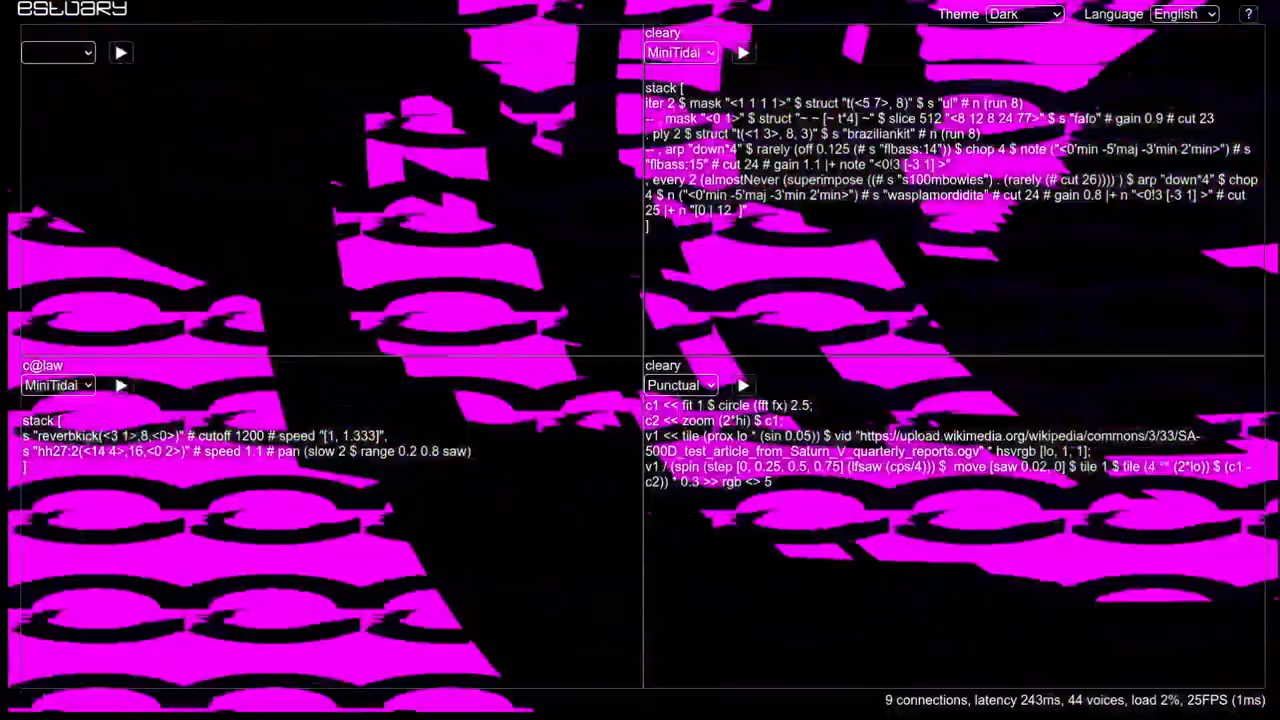 estuary
Theme Dark Language English ?
cleary
MiniTidal
stack [
iter 2 $ mask "<1 1 1 1>" $ struct "t(<5 7>, 8)" $ s "ul" # n (run 8)
-- , mask "<0 1>" $ struct "~ ~ [~ t*4] ~" $ slice 512 "<8 12 8 24 77>" $ s "fafo" # gain 0.9 # cut 23
, ply 2 $ struct "t(<1 3>, 8, 3)" $ s "braziliankit" # n (run 8)
-- , arp "down*4" $ rarely (off 0.125 (# s "flbass:14")) $ chop 4 $ note ("<0'min -5'maj -3'min 2'min>") # s
"flbass:15" # cut 24 # gain 1.1 |+ note "<0!3 [-3 1] >"
, every 2 (almostNever (superimpose ((# s "s100mbowles") . (rarely (# cut 26)))) ) $ arp "down*4" $ chop
4 $ n ("<0'min -5'maj -3'min 2'min>") # s "wasplamordidita" # cut 24 # gain 0.8 |+ n "<0!3 [-3 1] >" # cut
25 |+ n "[0 | 12 ]"
]
c@law
MiniTidal
stack [
s "reverbkick(<3 1>,8,<0>)" # cutoff 1200 # speed "[1, 1.333]",
s "hh27:2(<14 4>,16,<0 2>)" # speed 1.1 # pan (slow 2 $ range 0.2 0.8 saw)
]
cleary
Punctual
c1 << fit 1 $ circle (fft fx) 2.5;
c2 << zoom (2*hi) $ c1;
v1 << tile (prox lo * (sin 0.05)) $ vid "https://upload.wikimedia.org/wikipedia/commons/3/33/SA-
500D_test_article_from_Saturn_V_quarterly_reports.ogv" * hsvrgb [lo, 1, 1];
v1 / (spin (step [0, 0.25, 0.5, 0.75] (lfsaw (cps/4))) $ move [saw 0.02, 0] $ tile 1 $ tile (4 ** (2*lo)) $ (c1 -
c2)) * 0.3 >> rgb <> 5
9 connections, latency 243ms, 44 voices, load 2%, 25FPS (1ms)